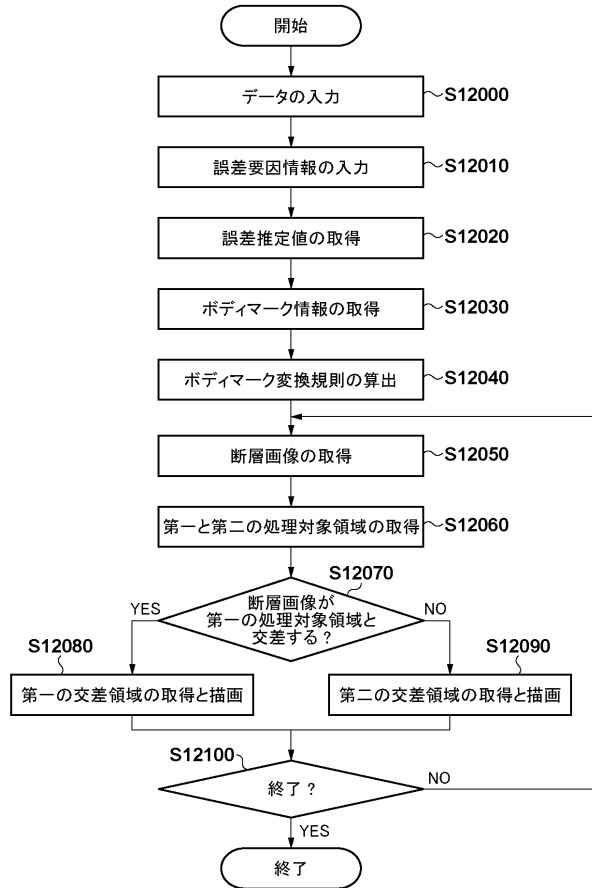 開始
データの入力
S12000
誤差要因情報の入力
S12010
誤差推定値の取得
S12020
ボディマーク情報の取得
S12030
ボディマーク変換規則の算出
S12040
断層画像の取得
S12050
第一と第二の処理対象領域の取得
S12060
S12070
断層画像が
第一の処理対象領域と
交差する？
YES
NO
S12080
第一の交差領域の取得と描画
S12090
第二の交差領域の取得と描画
S12100
終了？
NO
YES
終了